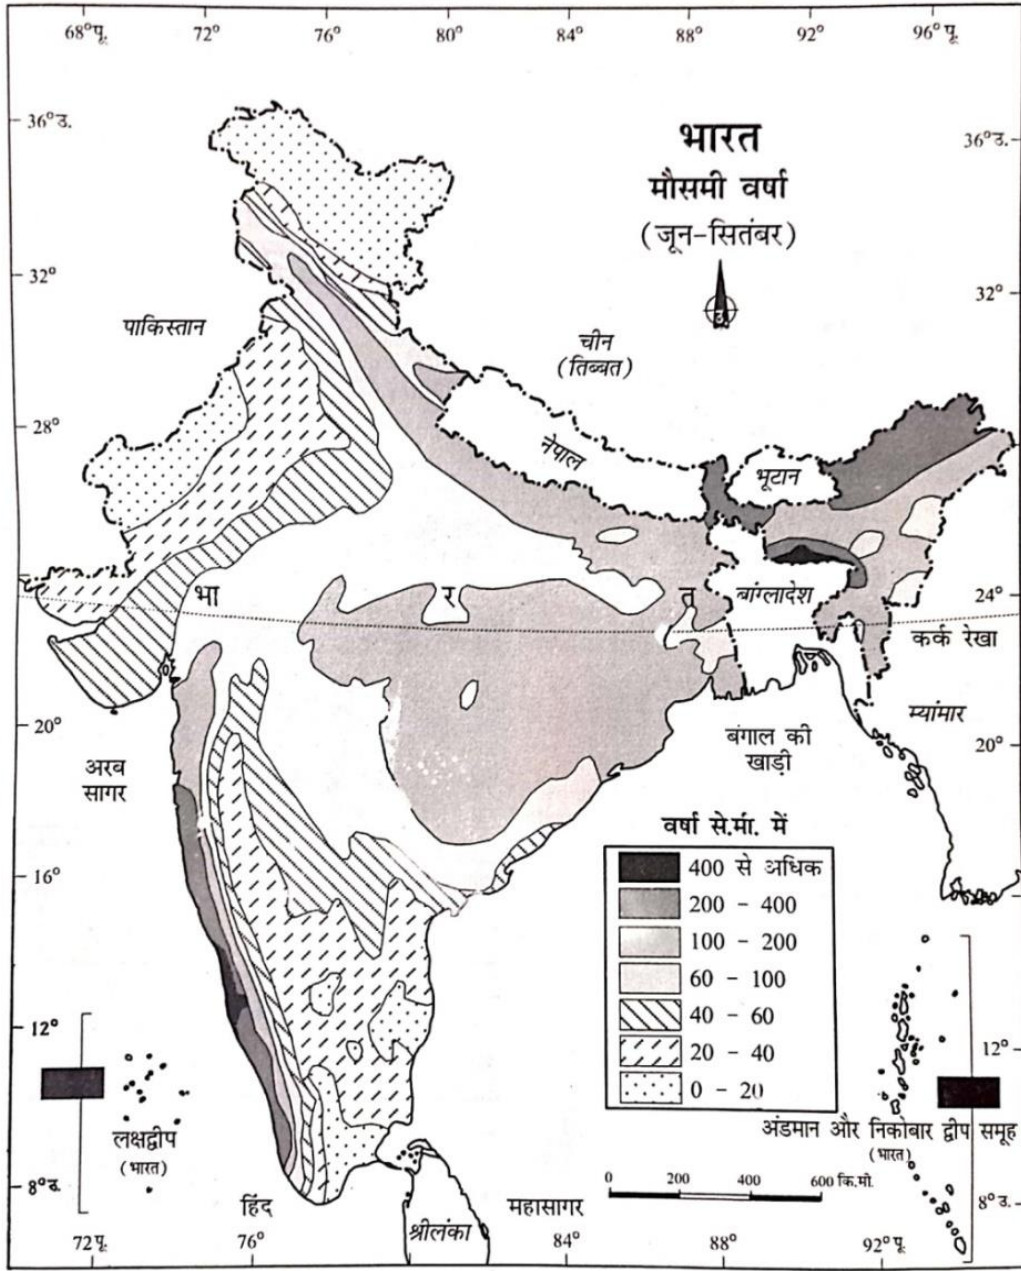 68° पू. 72° 76° 80° 84° 88° 92° 96° पू.
36° उ. 36° उ.
भारत
मौसमी वर्षा
(जून-सितंबर)
32° 32°
पाकिस्तान
चीन
(तिब्बत)
28°
नेपाल
भूटान
भा र त
बांग्लादेश
24°
कर्क रेखा
म्यांमार
20° 20°
अरब
सागर
बंगाल की
खाड़ी
वर्षा से.मी. में
400 से अधिक
200 - 400
100 - 200
60 - 100
40 - 60
20 - 40
0 - 20
16°
12° 12°
लक्षद्वीप
(भारत)
अंडमान और निकोबार द्वीप समूह
(भारत)
0 200 400 600 कि.मी.
8° उ. 8° उ.
हिंद महासागर
श्रीलंका
72° पू. 76° 84° 88° 92° पू.